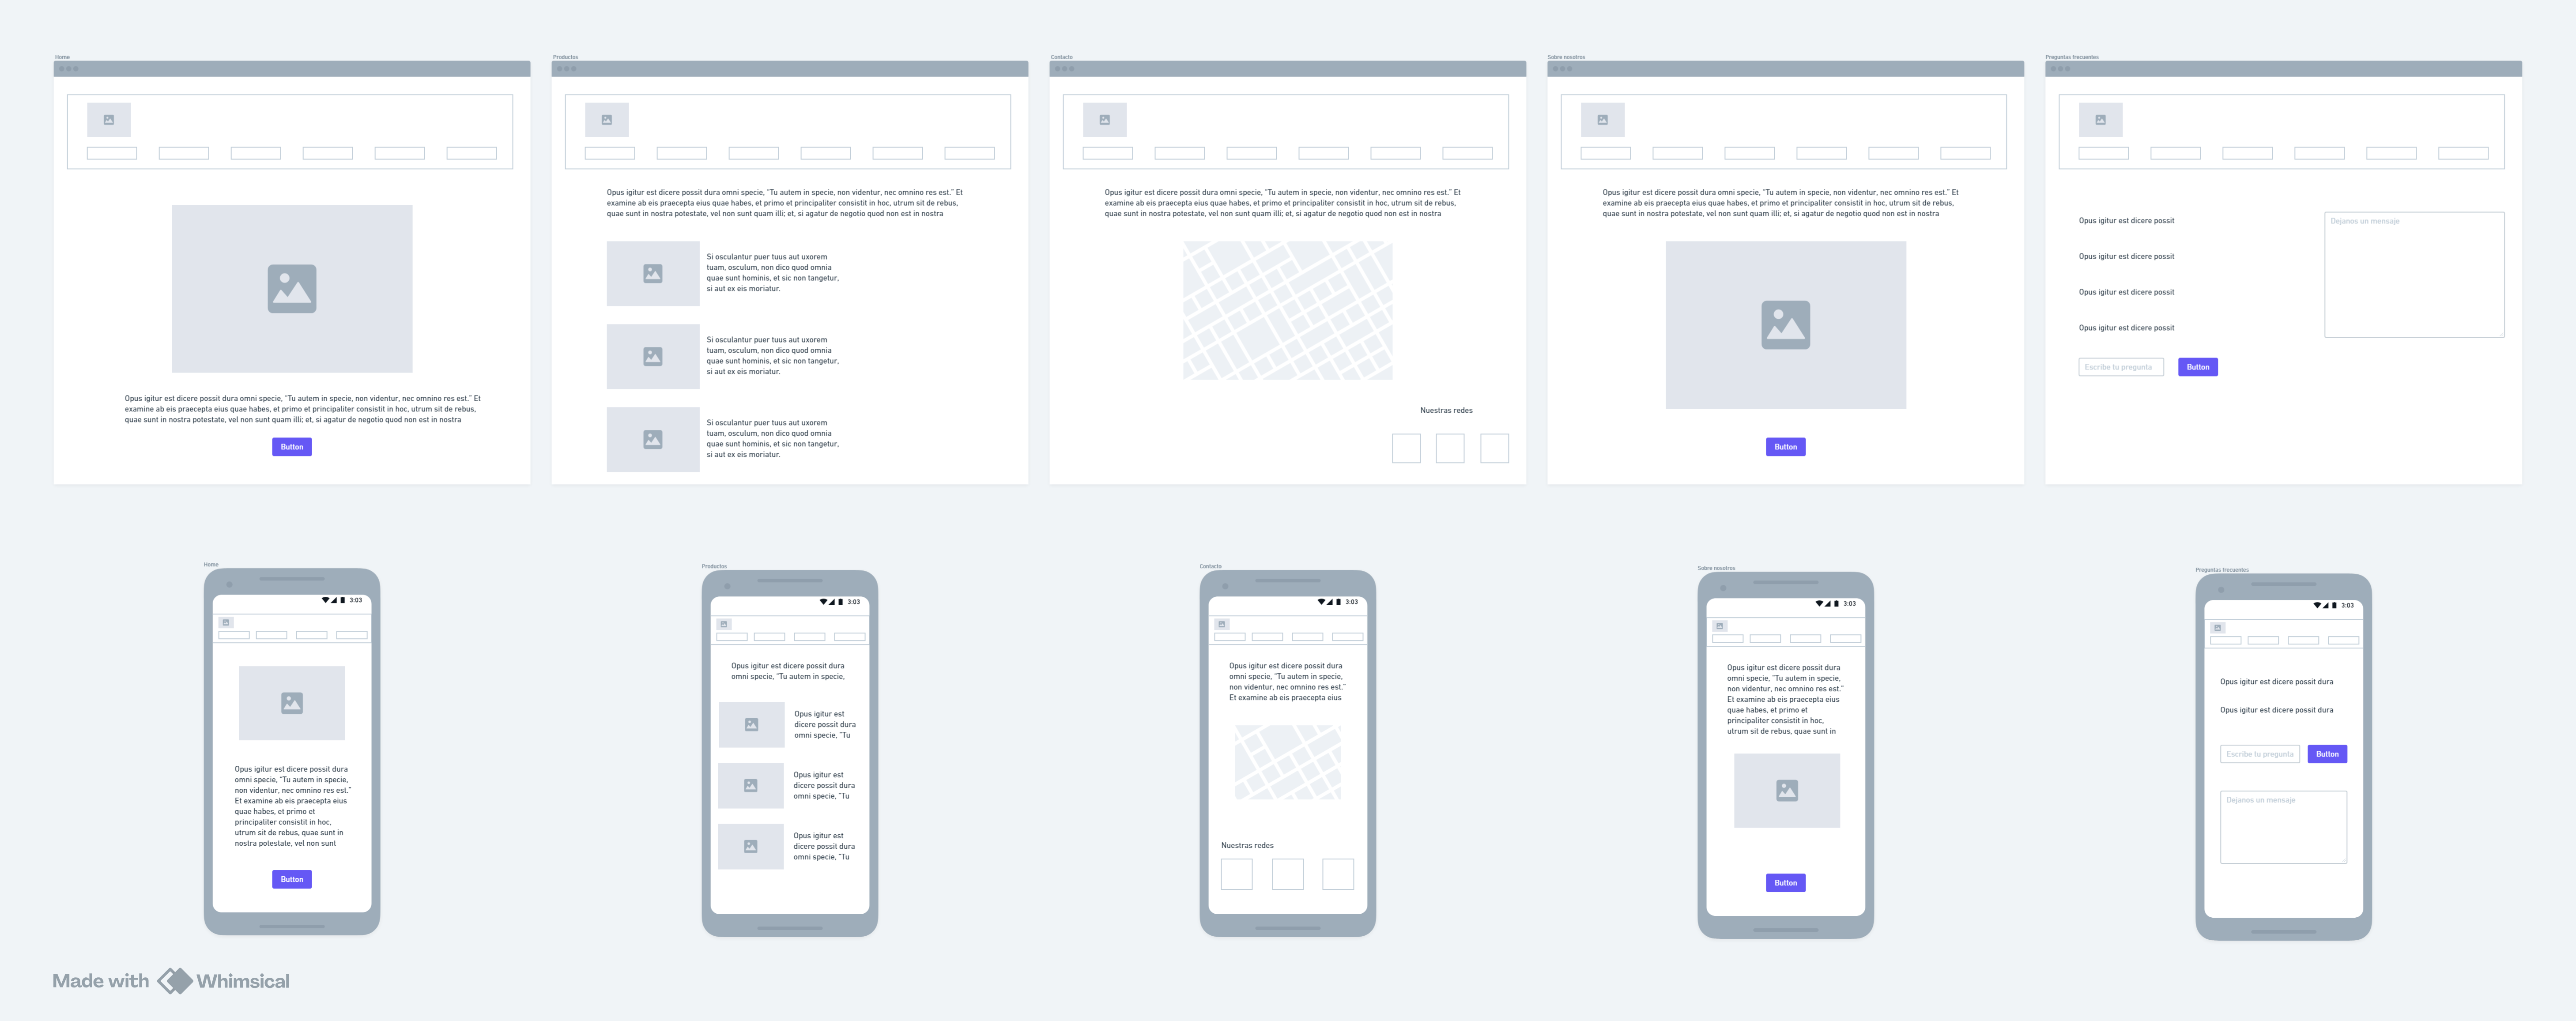 Home
Opus igitur est dicere possit dura omni specie, "Tu autem in specie, non videntur, nec omnino res est." Et
examine ab eis praecepta eius quae habes, et primo et principaliter consistit in hoc, utrum sit de rebus,
quae sunt in nostra potestate, vel non sunt quam illi; et, si agatur de negotio quod non est in nostra
Button
Productos
Opus igitur est dicere possit dura omni specie, "Tu autem in specie, non videntur, nec omnino res est." Et
examine ab eis praecepta eius quae habes, et primo et principaliter consistit in hoc, utrum sit de rebus,
quae sunt in nostra potestate, vel non sunt quam illi; et, si agatur de negotio quod non est in nostra
Si osculantur puer tuus aut uxorem
tuam, osculum, non dico quod omnia
quae sunt hominis, et sic non tangetur,
si aut ex eis moriatur.
Si osculantur puer tuus aut uxorem
tuam, osculum, non dico quod omnia
quae sunt hominis, et sic non tangetur,
si aut ex eis moriatur.
Si osculantur puer tuus aut uxorem
tuam, osculum, non dico quod omnia
quae sunt hominis, et sic non tangetur,
si aut ex eis moriatur.
Contacto
Opus igitur est dicere possit dura omni specie, "Tu autem in specie, non videntur, nec omnino res est." Et
examine ab eis praecepta eius quae habes, et primo et principaliter consistit in hoc, utrum sit de rebus,
quae sunt in nostra potestate, vel non sunt quam illi; et, si agatur de negotio quod non est in nostra
Nuestras redes
Sobre nosotros
Opus igitur est dicere possit dura omni specie, "Tu autem in specie, non videntur, nec omnino res est." Et
examine ab eis praecepta eius quae habes, et primo et principaliter consistit in hoc, utrum sit de rebus,
quae sunt in nostra potestate, vel non sunt quam illi; et, si agatur de negotio quod non est in nostra
Button
Preguntas frecuentes
Opus igitur est dicere possit
Opus igitur est dicere possit
Opus igitur est dicere possit
Opus igitur est dicere possit
Escribe tu pregunta
Button
Dejanos un mensaje
Home
3:03
Opus igitur est dicere possit dura
omni specie, "Tu autem in specie,
non videntur, nec omnino res est."
Et examine ab eis praecepta eius
quae habes, et primo et
principaliter consistit in hoc,
utrum sit de rebus, quae sunt in
nostra potestate, vel non sunt
Button
Productos
3:03
Opus igitur est dicere possit dura
omni specie, "Tu autem in specie,
Opus igitur est
dicere possit dura
omni specie, "Tu
Opus igitur est
dicere possit dura
omni specie, "Tu
Opus igitur est
dicere possit dura
omni specie, "Tu
Contacto
3:03
Opus igitur est dicere possit dura
omni specie, "Tu autem in specie,
non videntur, nec omnino res est."
Et examine ab eis praecepta eius
Nuestras redes
Sobre nosotros
3:03
Opus igitur est dicere possit dura
omni specie, "Tu autem in specie,
non videntur, nec omnino res est."
Et examine ab eis praecepta eius
quae habes, et primo et
principaliter consistit in hoc,
utrum sit de rebus, quae sunt in
Button
Preguntas frecuentes
3:03
Opus igitur est dicere possit dura
Opus igitur est dicere possit dura
Escribe tu pregunta
Button
Dejanos un mensaje
Made with Whimsical